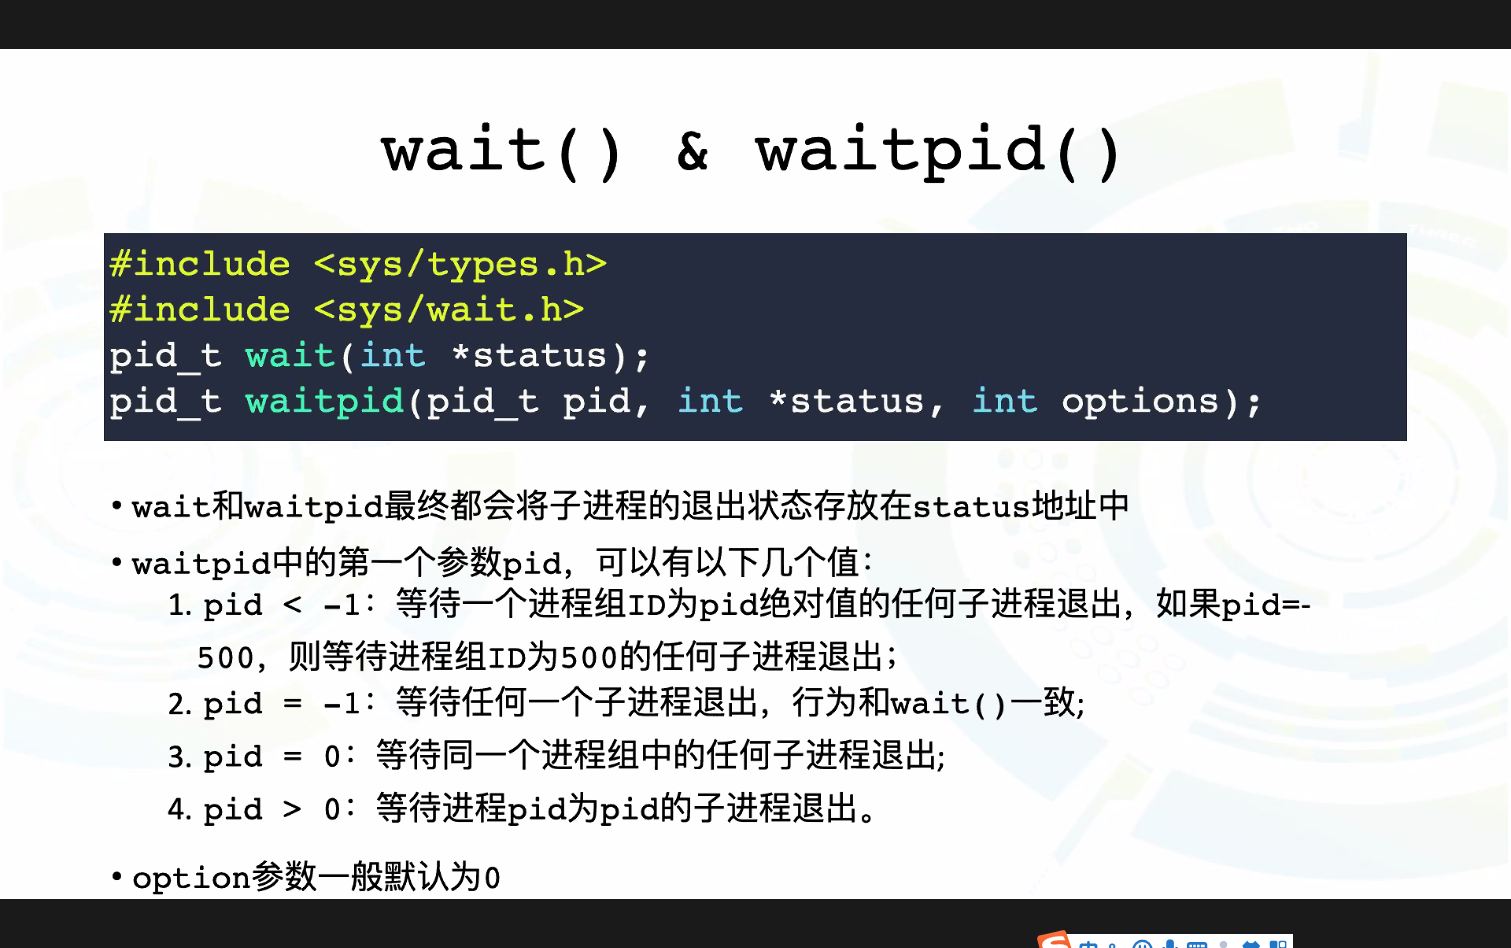 wait() & waitpid()
#include <sys/types.h>
#include <sys/wait.h>
pid_t wait(int *status);
pid_t waitpid(pid_t pid, int *status, int options);
• wait和waitpid最终都会将子进程的退出状态存放在status地址中
• waitpid中的第一个参数pid，可以有以下几个值：
1. pid < -1：等待一个进程组ID为pid绝对值的任何子进程退出，如果pid=-
500，则等待进程组ID为500的任何子进程退出；
2. pid = -1：等待任何一个子进程退出，行为和wait()一致;
3. pid = 0：等待同一个进程组中的任何子进程退出;
4. pid > 0：等待进程pid为pid的子进程退出。
• option参数一般默认为0